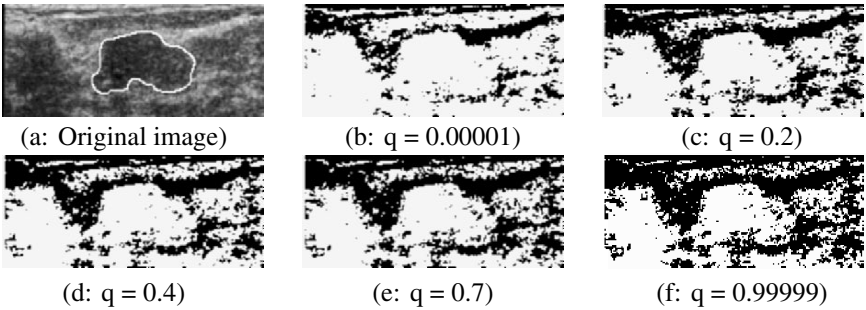 (a: Original image)
(b: q = 0.00001)
(c: q = 0.2)
(d: q = 0.4)
(e: q = 0.7)
(f: q = 0.99999)